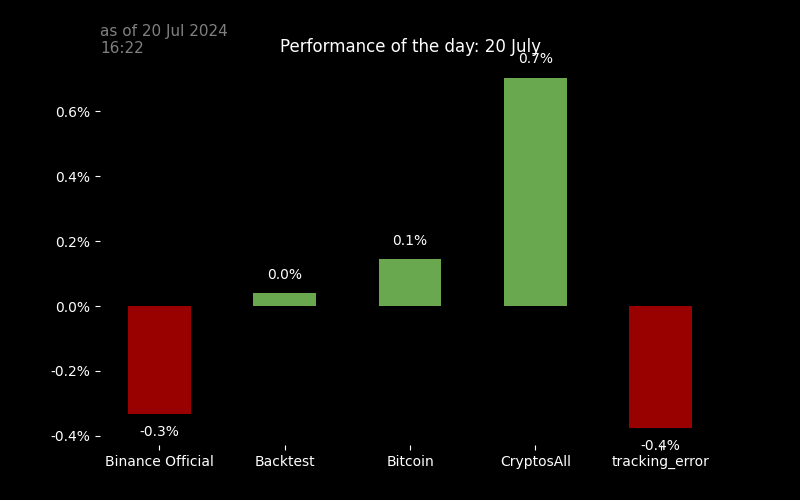 as of 20 Jul 2024
16:22
Performance of the day: 20 July
0.7%
0.6%
0.4%
0.2%
0.1%
0.0%
0.0%
-0.2%
-0.3%
-0.4%
-0.4%
Binance Official
Backtest
Bitcoin
CryptosAll
tracking_error